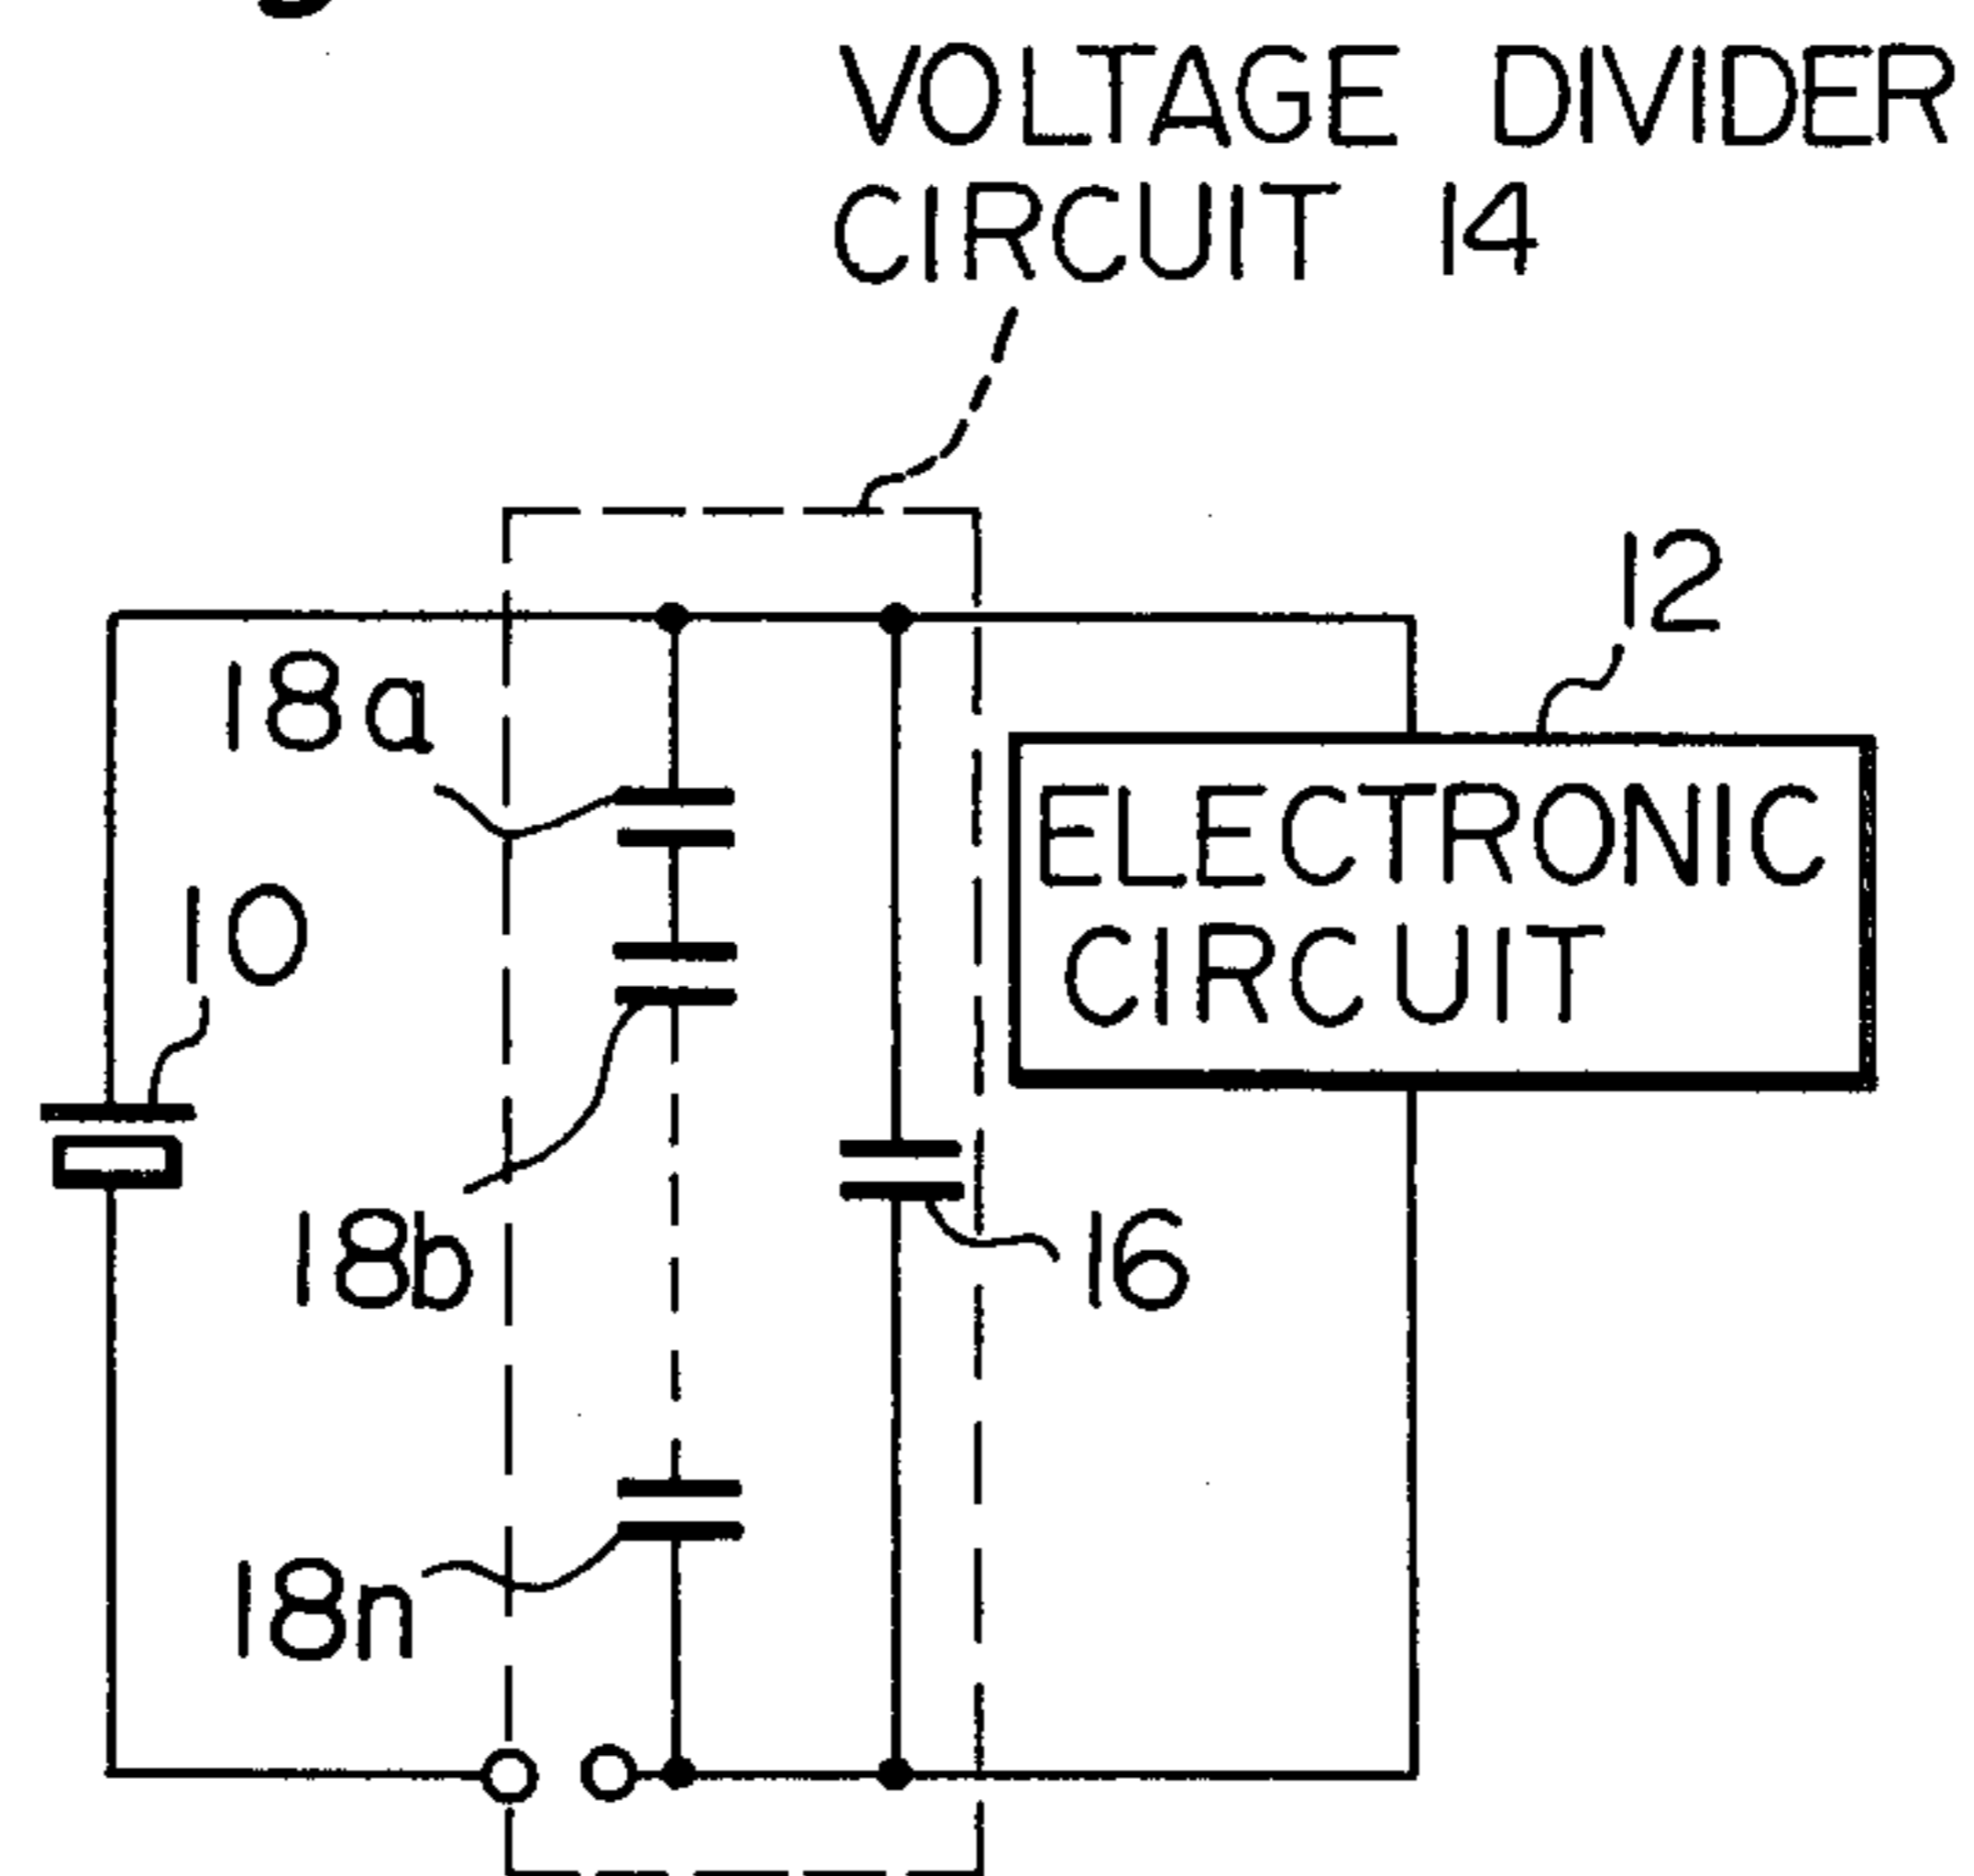 VOLTAGE DIVIDER
CIRCUIT 14
12
18a
ELECTRONIC
CIRCUIT
10
18b
16
18n